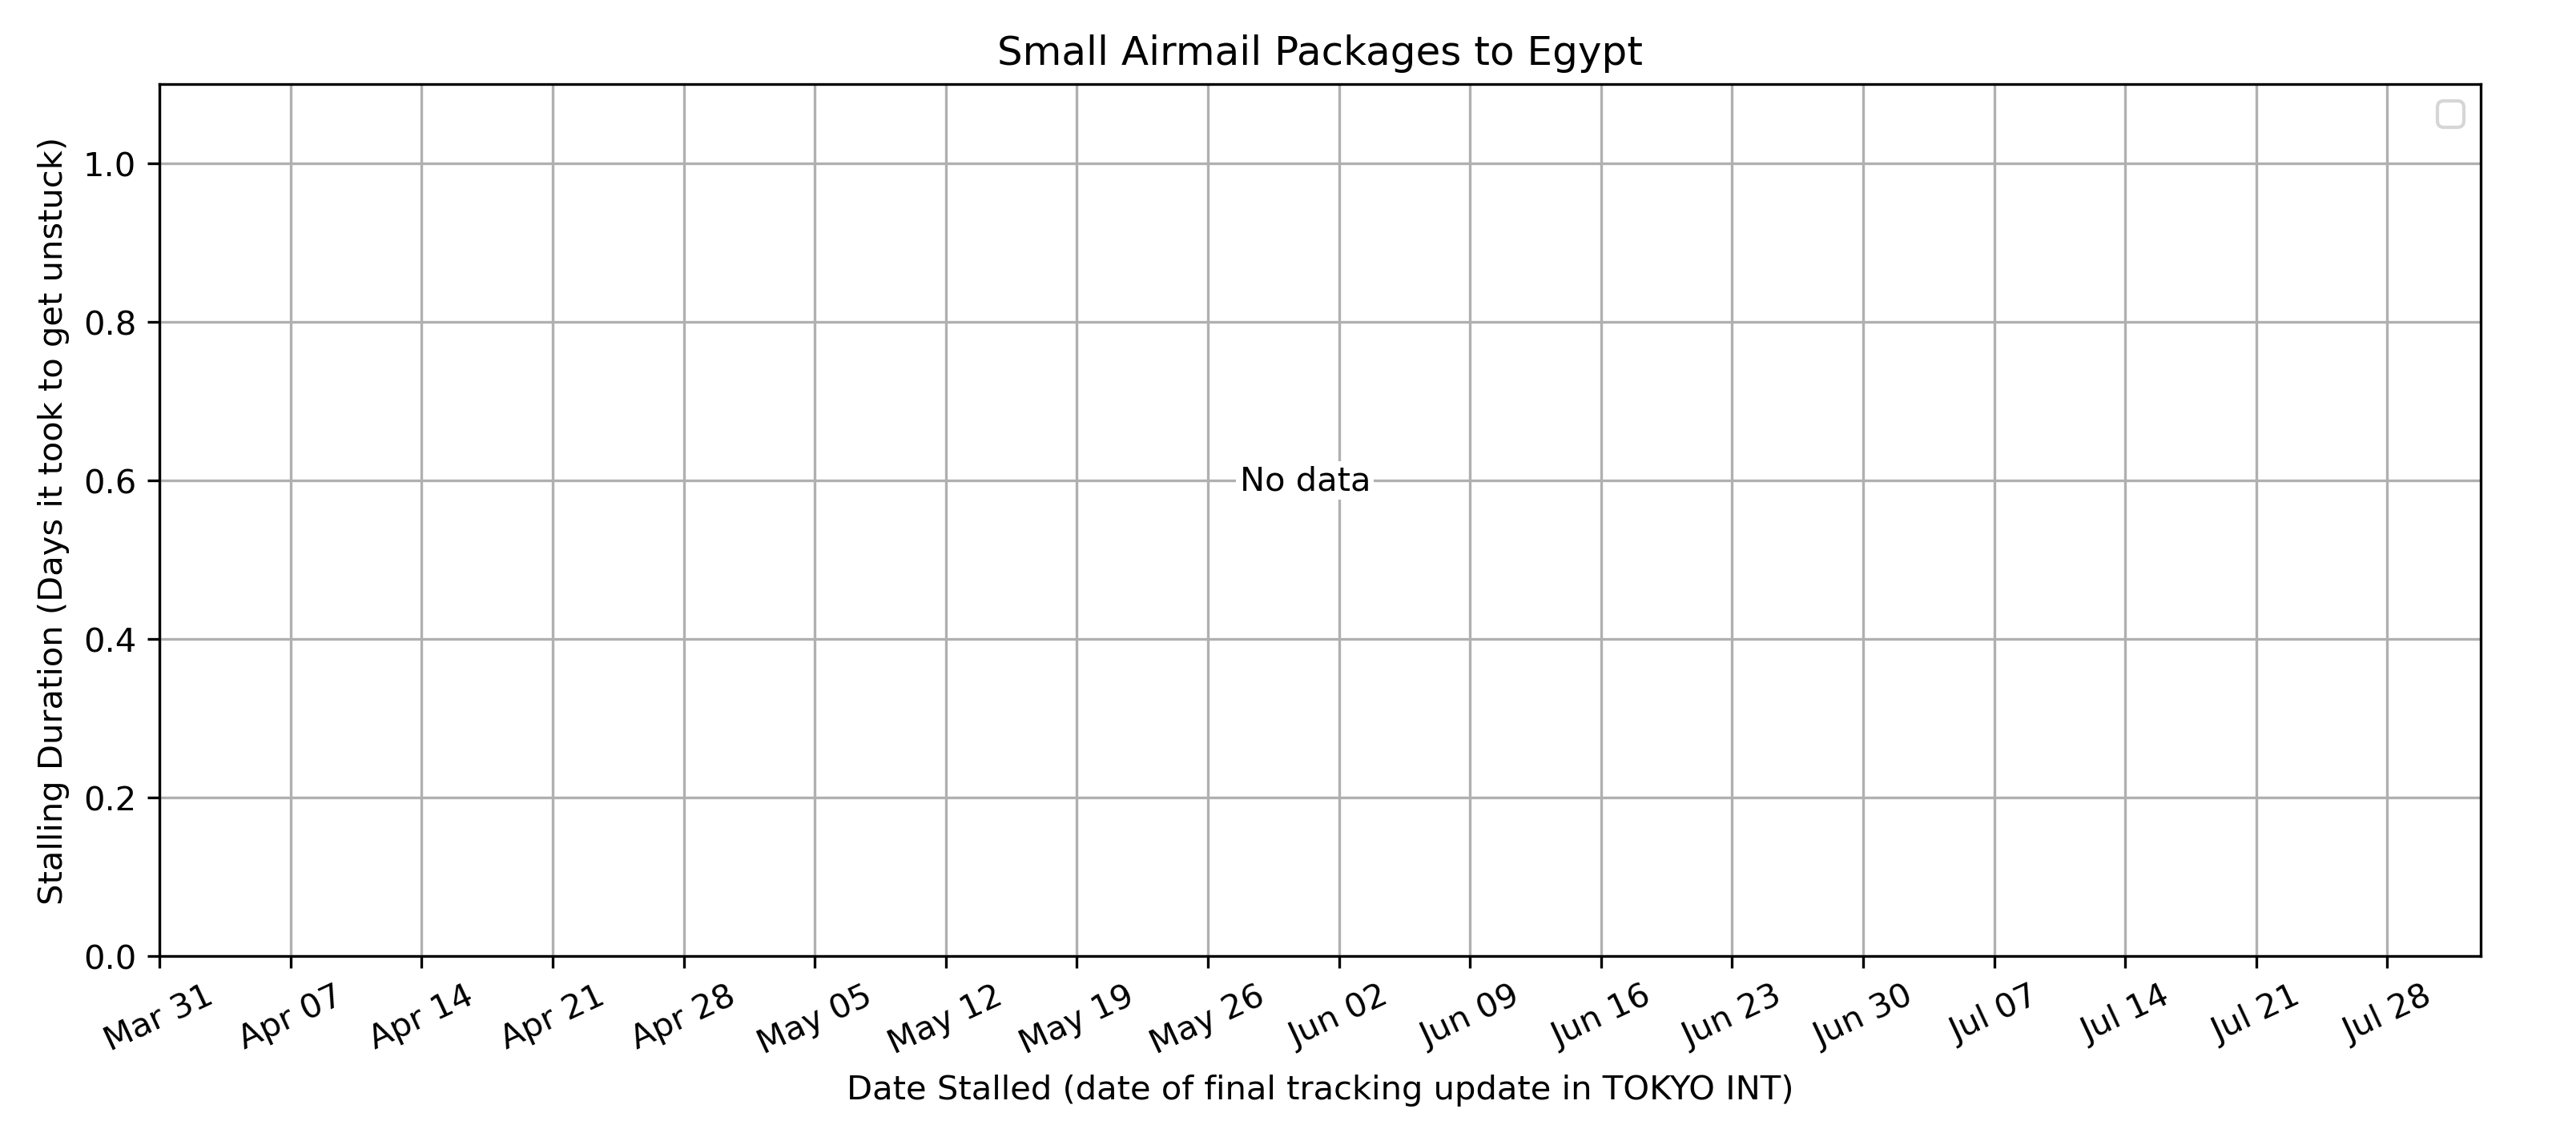 Small Airmail Packages to Egypt
Stalling Duration (Days it took to get unstuck)
1.0
0.8
0.6
0.4
0.2
0.0
No data
Mar 31
Apr 07
Apr 14
Apr 21
Apr 28
May 05
May 12
May 19
May 26
Jun 02
Jun 09
Jun 16
Jun 23
Jun 30
Jul 07
Jul 14
Jul 21
Jul 28
Date Stalled (date of final tracking update in TOKYO INT)